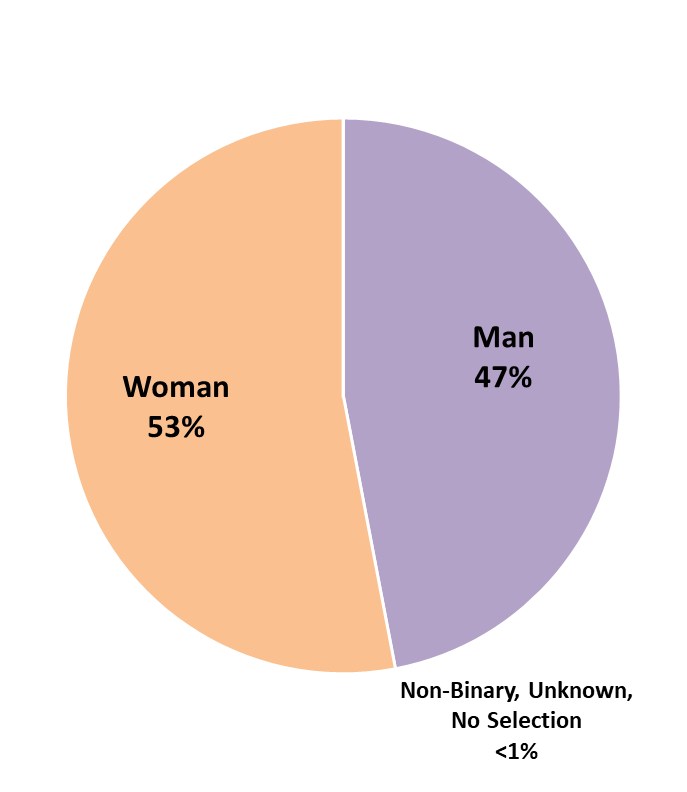 Man
47%
Woman
53%
Non-Binary, Unknown,
No Selection
<1%